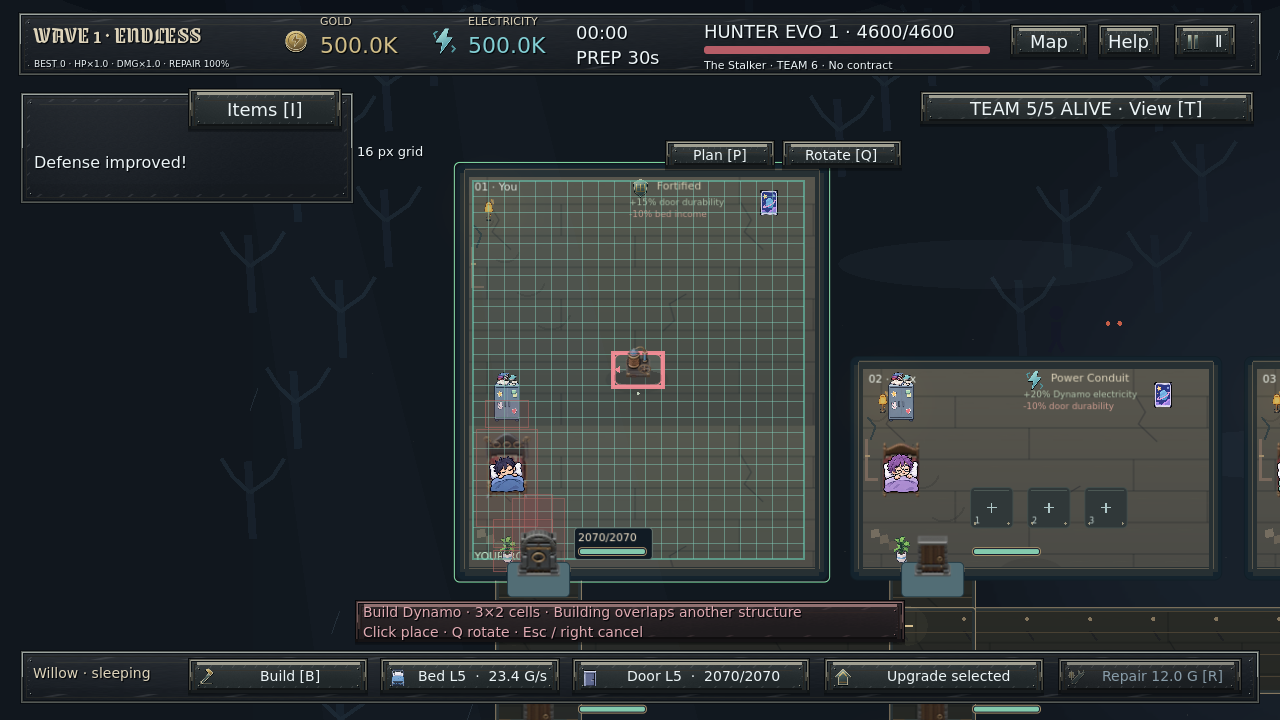 WAVE 1 · ENDLESS
BEST 0 · HP×1.0 · DMG×1.0 · REPAIR 100%
GOLD
500.0K
ELECTRICITY
500.0K
00:00
PREP 30s
HUNTER EVO 1 · 4600/4600
The Stalker · TEAM 6 · No contract
Map
Help
Items [I]
Defense improved!
16 px grid
TEAM 5/5 ALIVE · View [T]
Plan [P]
Rotate [Q]
01 · You
Fortified
+15% door durability
-10% bed income
2070/2070
02
Power Conduit
+20% Dynamo electricity
-10% door durability
1
2
3
03
Build Dynamo · 3×2 cells · Building overlaps another structure
Click place · Q rotate · Esc / right cancel
Willow · sleeping
Build [B]
Bed L5 · 23.4 G/s
Door L5 · 2070/2070
Upgrade selected
Repair 12.0 G [R]